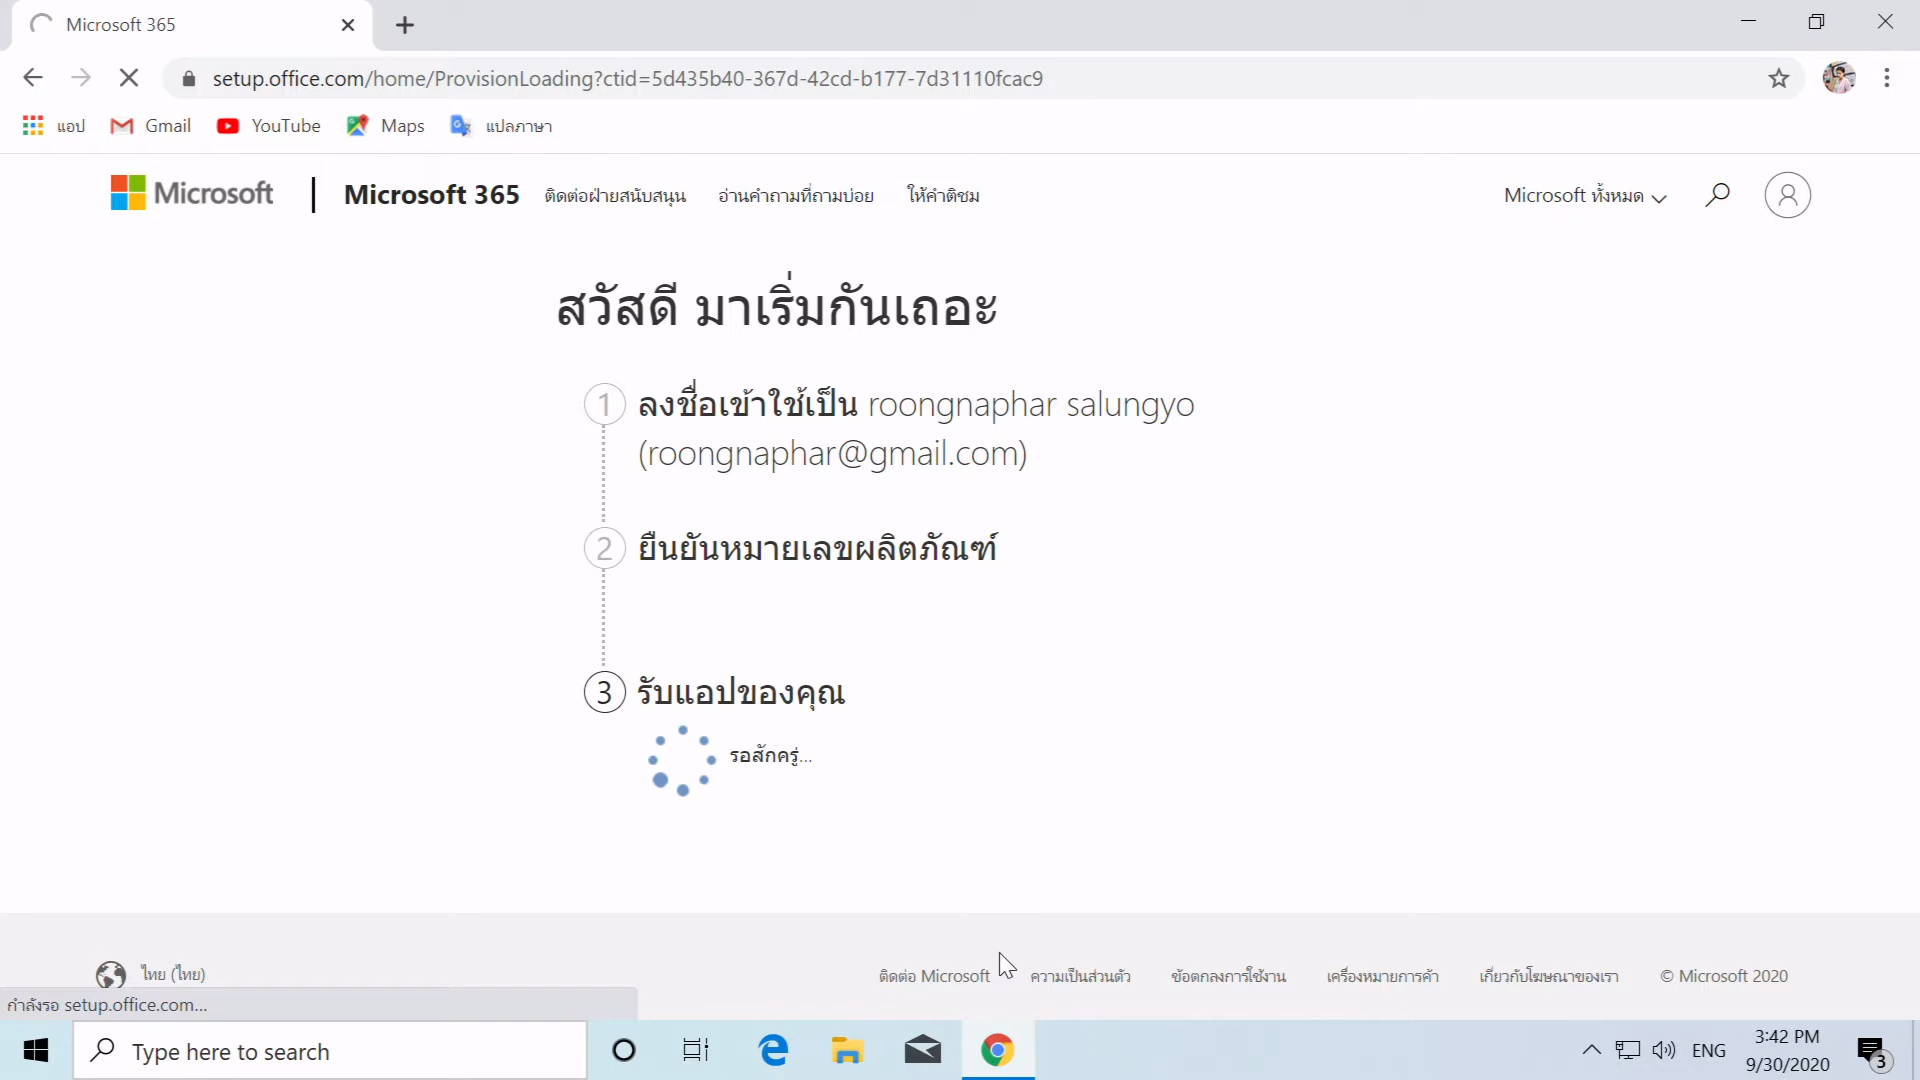 Microsoft 365
setup.office.com/home/ProvisionLoading?ctid=5d435b40-367d-42cd-b177-7d31110fcac9
แอป Gmail YouTube Maps แปลภาษา
Microsoft Microsoft 365 ติดต่อฝ่ายสนับสนุน อ่านคำถามที่ถามบ่อย ให้คำติชม Microsoft ทั้งหมด
สวัสดี มาเริ่มกันเถอะ
1 ลงชื่อเข้าใช้เป็น roongnaphar salungyo
(roongnaphar@gmail.com)
2 ยืนยันหมายเลขผลิตภัณฑ์
3 รับแอปของคุณ
รอสักครู่...
ไทย (ไทย) ติดต่อ Microsoft ความเป็นส่วนตัว ข้อตกลงการใช้งาน เครื่องหมายการค้า เกี่ยวกับโฆษณาของเรา © Microsoft 2020
กำลังรอ setup.office.com...
Type here to search ENG 3:42 PM
9/30/2020 3